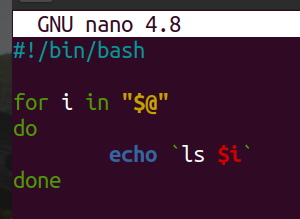 GNU nano 4.8
#!/bin/bash
for i in "$@"
do
echo `ls $i`
done